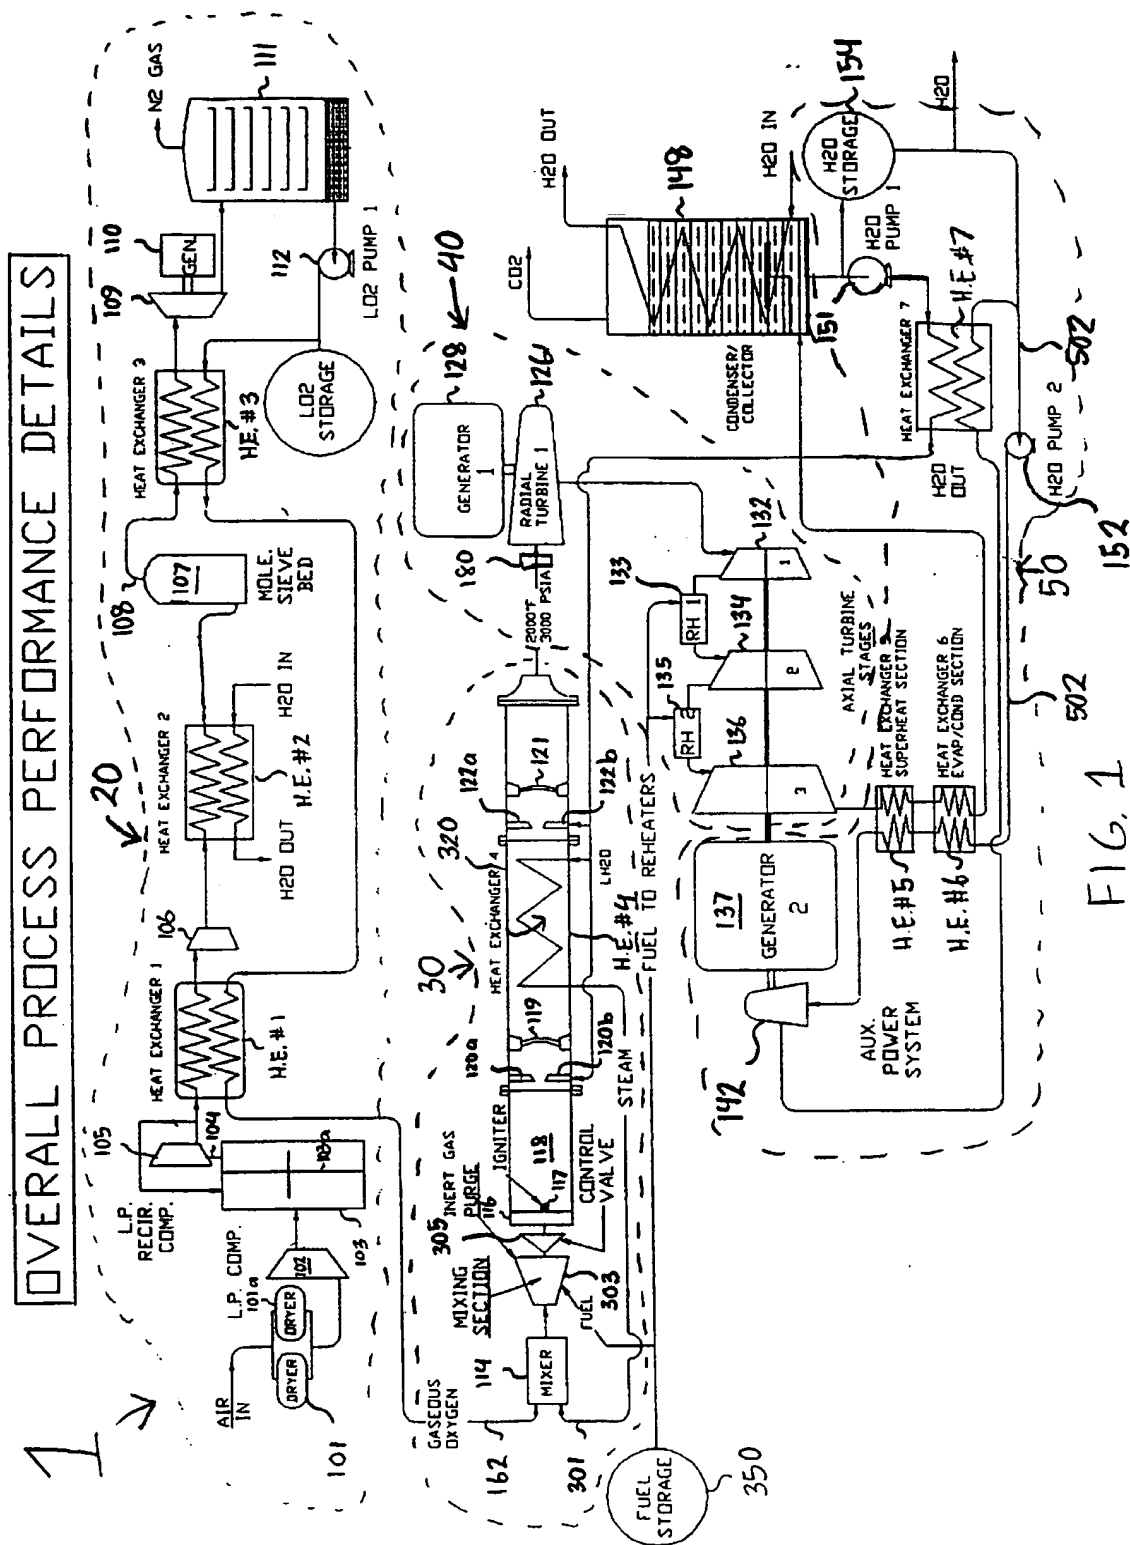 OVERALL PROCESS PERFORMANCE DETAILS
1
20
AIR IN
DRYER
DRYER
101
101a
L.P. COMP.
102
103
103a
104
105
L.P. RECIR. COMP.
HEAT EXCHANGER 1
H.E. #1
106
HEAT EXCHANGER 2
H.E. #2
H2O OUT
H2O IN
107
108
MOLE. SIEVE BED
HEAT EXCHANGER 3
H.E. #3
109
110
GEN.
N2 GAS
111
112
LO2 PUMP 1
LO2 STORAGE
30
GASEOUS OXYGEN
162
301
114
MIXER
MIXING SECTION
FUEL
303
305
INERT GAS PURGE
116
IGNITER
117
118
CONTROL VALVE
STEAM
120a
119
120b
HEAT EXCHANGER 4
320
H.E. #4
LH2O
122a
121
122b
FUEL TO REHEATERS
FUEL STORAGE
350
2000°F
3000 PSIA
180
40
128
GENERATOR 1
RADIAL TURBINE 1
126
133
RH 1
132
1
134
2
135
RH 2
136
3
AXIAL TURBINE STAGES
137
GENERATOR 2
142
AUX. POWER SYSTEM
HEAT EXCHANGER 5
SUPERHEAT SECTION
H.E. #5
HEAT EXCHANGER 6
EVAP/COND SECTION
H.E. #6
CO2
H2O OUT
148
H2O IN
CONDENSER/
COLLECTOR
151
H2O PUMP 1
H2O STORAGE
154
H2O
HEAT EXCHANGER 7
H.E. #7
H2O OUT
H2O PUMP 2
152
502
502
50
FIG. 1